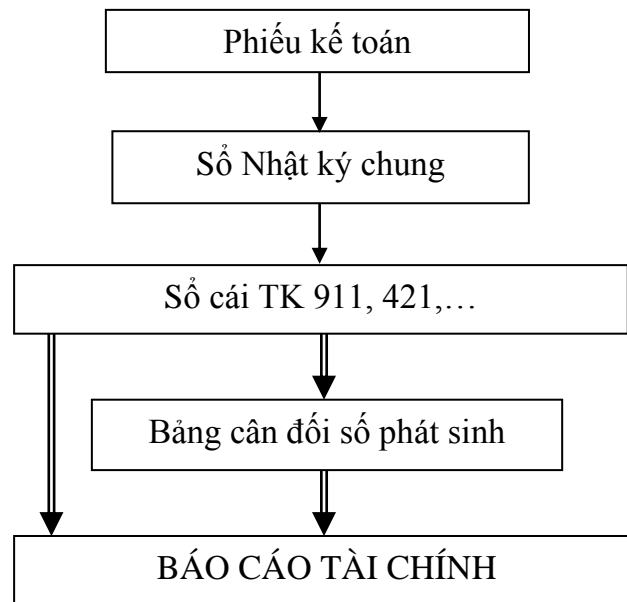 Phiếu kế toán
Sổ Nhật ký chung
Sổ cái TK 911, 421,…
Bảng cân đối số phát sinh
BÁO CÁO TÀI CHÍNH